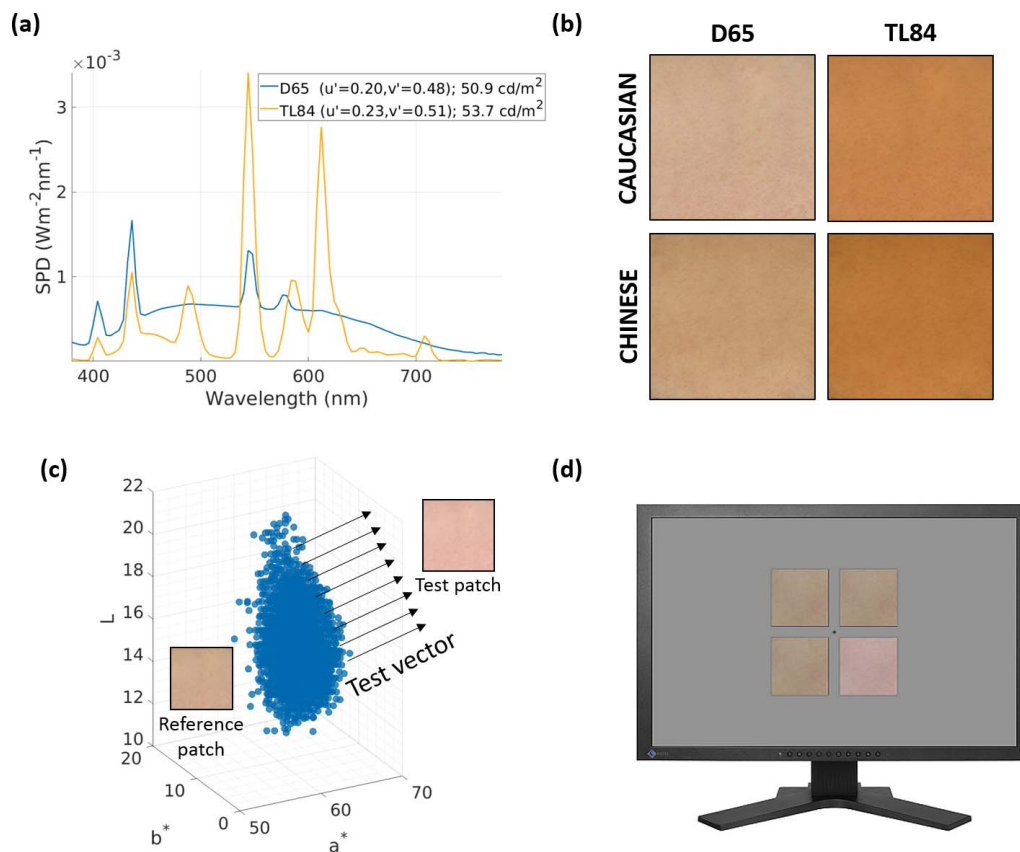 (a)
×10⁻³
D65 (u'=0.20,v'=0.48); 50.9 cd/m²
TL84 (u'=0.23,v'=0.51); 53.7 cd/m²
3
2
1
SPD (Wm⁻²nm⁻¹)
400 500 600 700
Wavelength (nm)
(b)
D65 TL84
CAUCASIAN
CHINESE
(c)
22
20
18
16
14
12
10
L
20
10
0
b*
50
60
70
a*
Test patch
Test vector
Reference
patch
(d)